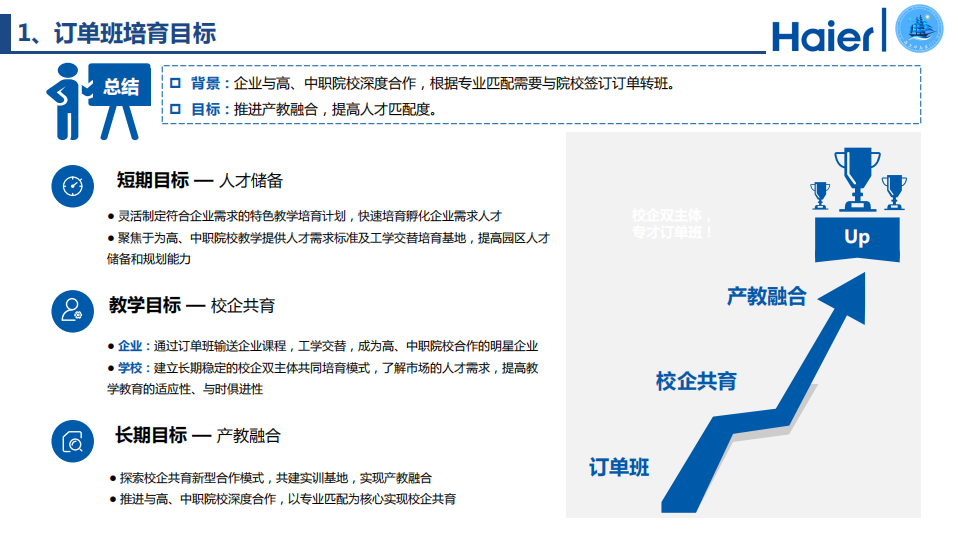 1、订单班培育目标
Haier
总结
背景：企业与高、中职院校深度合作，根据专业匹配需要与院校签订订单转班。
目标：推进产教融合，提高人才匹配度。
短期目标 — 人才储备
● 灵活制定符合企业需求的特色教学培育计划，快速培育孵化企业需求人才
● 聚焦于为高、中职院校教学提供人才需求标准及工学交替培育基地，提高园区人才
储备和规划能力
教学目标 — 校企共育
● 企业：通过订单班输送企业课程，工学交替，成为高、中职院校合作的明星企业
● 学校：建立长期稳定的校企双主体共同培育模式，了解市场的人才需求，提高教
学教育的适应性、与时俱进性
长期目标 — 产教融合
● 探索校企共育新型合作模式，共建实训基地，实现产教融合
● 推进与高、中职院校深度合作，以专业匹配为核心实现校企共育
校企双主体，
专才订单班！
Up
产教融合
校企共育
订单班